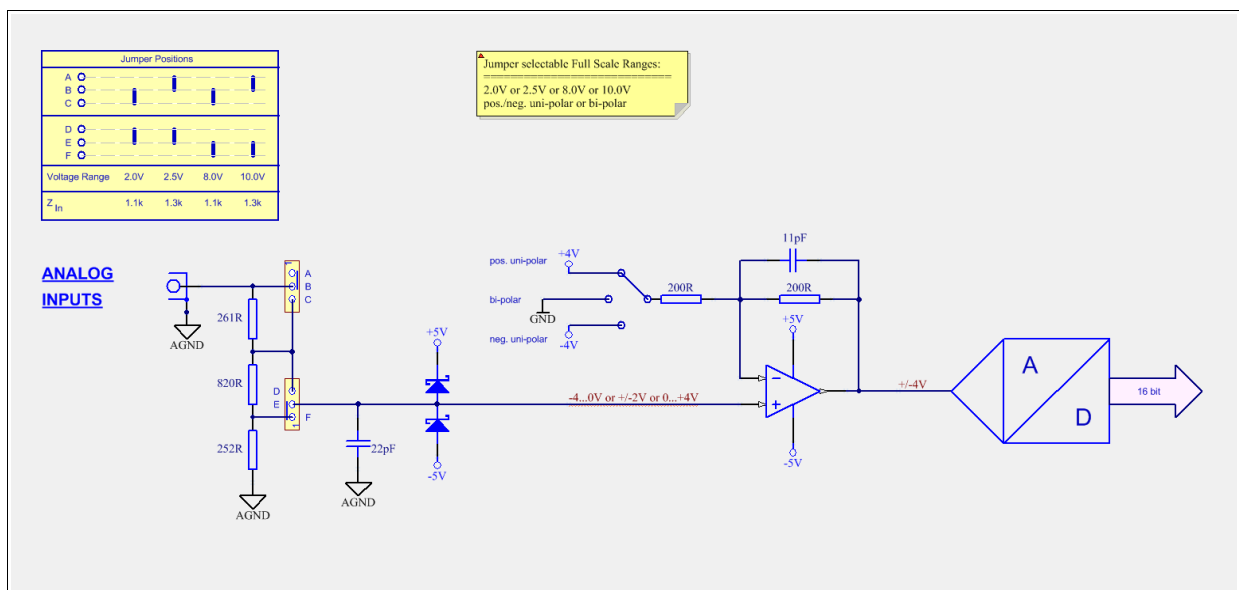 Jumper Positions
A
B
C
D
E
F
Voltage Range 2.0V 2.5V 8.0V 10.0V
Z In 1.1k 1.3k 1.1k 1.3k
Jumper selectable Full Scale Ranges:
============================
2.0V or 2.5V or 8.0V or 10.0V
pos./neg. uni-polar or bi-polar
ANALOG
INPUTS
AGND
261R
820R
252R
AGND
1
A
B
C
D
E
F
1
22pF
AGND
+5V
-5V
pos. uni-polar
+4V
bi-polar
GND
neg. uni-polar
-4V
200R
11pF
200R
+5V
-4...0V or +/-2V or 0...+4V
-5V
+/-4V
A
D
16 bit